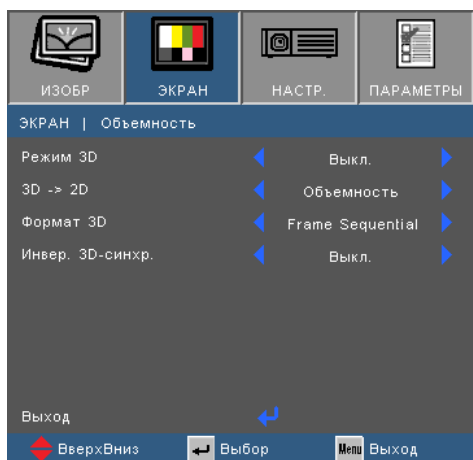 ИЗОБР ЭКРАН НАСТР. ПАРАМЕТРЫ
ЭКРАН | Объемность
Режим 3D Выкл.
3D -> 2D Объемность
Формат 3D Frame Sequential
Инвер. 3D-синхр. Выкл.
Выход
ВверхВниз Выбор Menu Выход